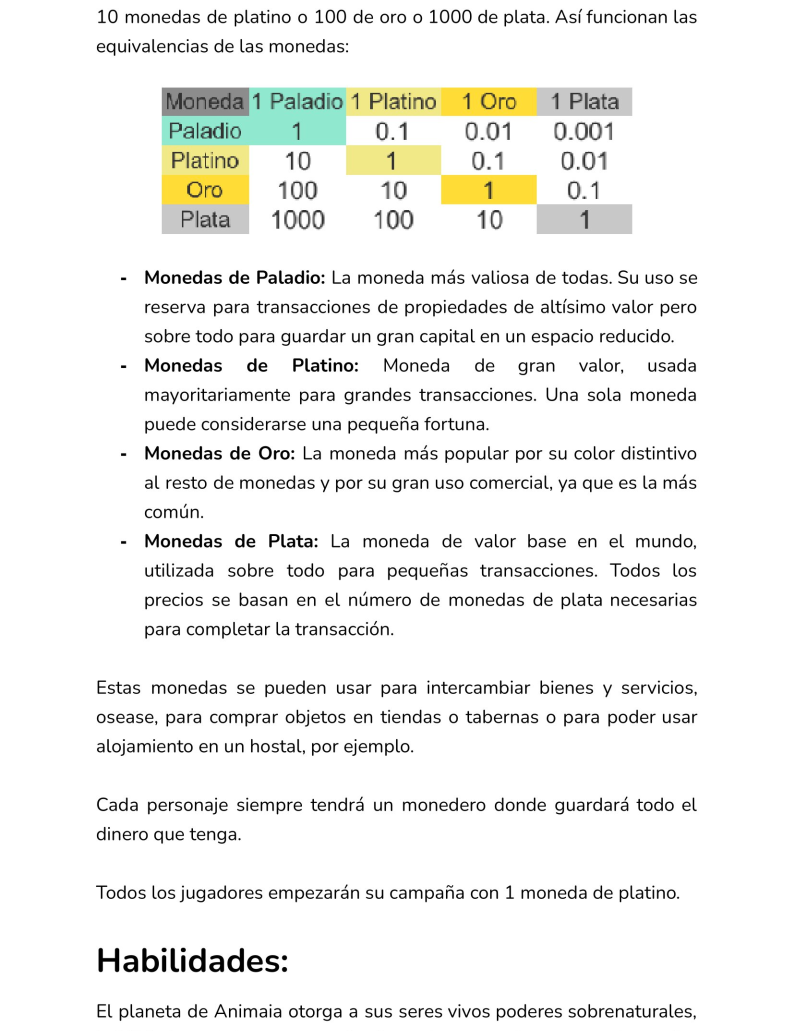 10 monedas de platino o 100 de oro o 1000 de plata. Así funcionan las
equivalencias de las monedas:
Moneda 1 Paladio 1 Platino 1 Oro 1 Plata
Paladio 1 0.1 0.01 0.001
Platino 10 1 0.1 0.01
Oro 100 10 1 0.1
Plata 1000 100 10 1
- Monedas de Paladio: La moneda más valiosa de todas. Su uso se
reserva para transacciones de propiedades de altísimo valor pero
sobre todo para guardar un gran capital en un espacio reducido.
- Monedas de Platino: Moneda de gran valor, usada
mayoritariamente para grandes transacciones. Una sola moneda
puede considerarse una pequeña fortuna.
- Monedas de Oro: La moneda más popular por su color distintivo
al resto de monedas y por su gran uso comercial, ya que es la más
común.
- Monedas de Plata: La moneda de valor base en el mundo,
utilizada sobre todo para pequeñas transacciones. Todos los
precios se basan en el número de monedas de plata necesarias
para completar la transacción.
Estas monedas se pueden usar para intercambiar bienes y servicios,
osease, para comprar objetos en tiendas o tabernas o para poder usar
alojamiento en un hostal, por ejemplo.
Cada personaje siempre tendrá un monedero donde guardará todo el
dinero que tenga.
Todos los jugadores empezarán su campaña con 1 moneda de platino.
Habilidades:
El planeta de Animaia otorga a sus seres vivos poderes sobrenaturales,